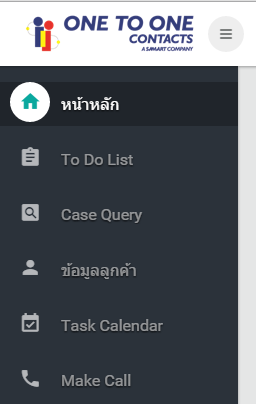 ONE TO ONE
CONTACTS
A SAMART COMPANY
หน้าหลัก
To Do List
Case Query
ข้อมูลลูกค้า
Task Calendar
Make Call